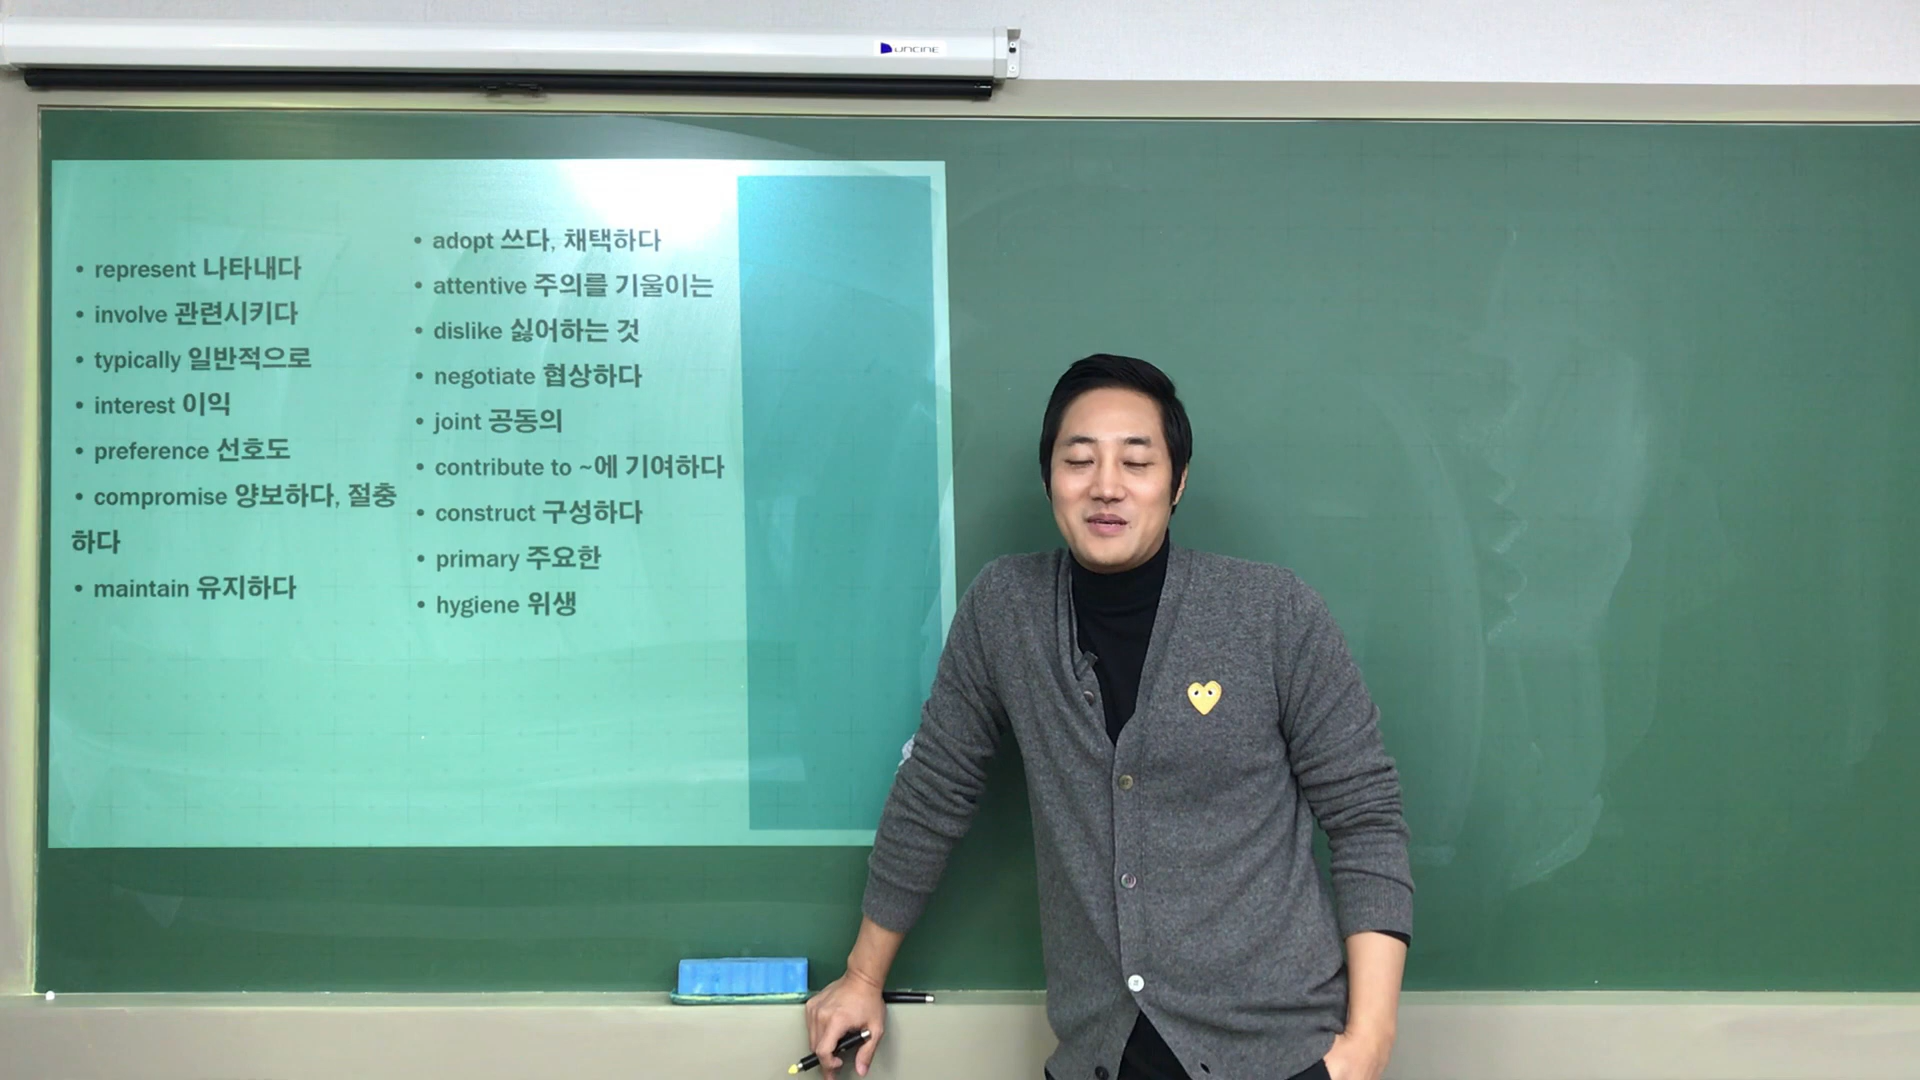 UNCINE
• represent 나타내다
• involve 관련시키다
• typically 일반적으로
• interest 이익
• preference 선호도
• compromise 양보하다, 절충
하다
• maintain 유지하다
• adopt 쓰다, 채택하다
• attentive 주의를 기울이는
• dislike 싫어하는 것
• negotiate 협상하다
• joint 공동의
• contribute to ~에 기여하다
• construct 구성하다
• primary 주요한
• hygiene 위생